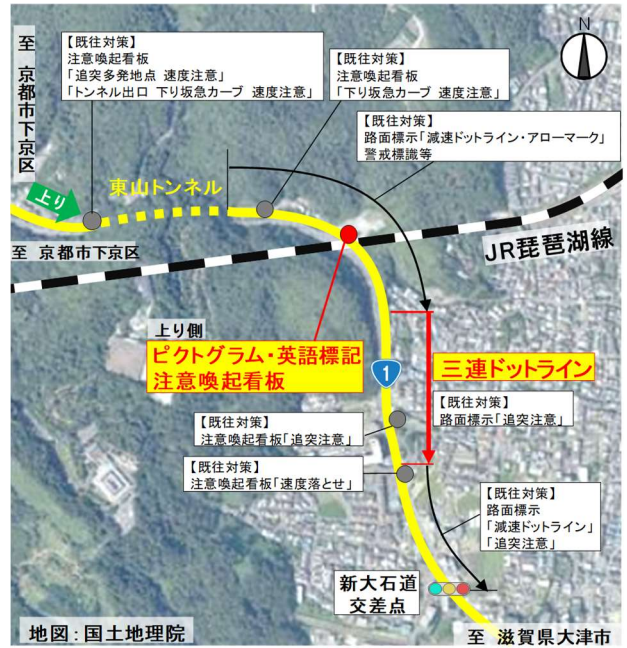 N
至 京都市下京区
【既往対策】
注意喚起看板
「追突多発地点 速度注意」
「トンネル出口 下り坂急カーブ 速度注意」
【既往対策】
注意喚起看板
「下り坂急カーブ 速度注意」
【既往対策】
路面標示「減速ドットライン・アローマーク」
警戒標識等
上り
東山トンネル
至 京都市下京区
JR琵琶湖線
上り側
ピクトグラム・英語標記
注意喚起看板
1
三連ドットライン
【既往対策】
路面標示「追突注意」
【既往対策】
注意喚起看板「追突注意」
【既往対策】
注意喚起看板「速度落とせ」
【既往対策】
路面標示
「減速ドットライン」
「追突注意」
新大石道
交差点
地図：国土地理院
至 滋賀県大津市